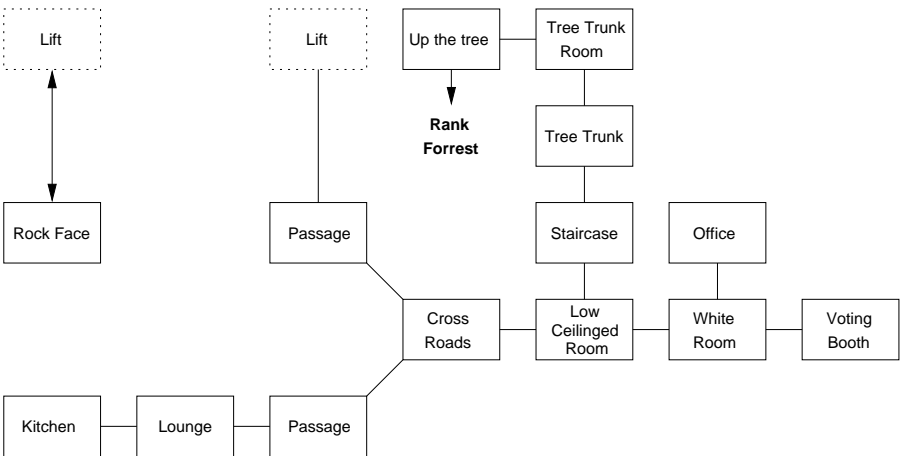 Lift
Lift
Up the tree
Tree Trunk
Room
Rank
Forrest
Tree Trunk
Rock Face
Passage
Staircase
Office
Cross
Roads
Low
Ceilinged
Room
White
Room
Voting
Booth
Kitchen
Lounge
Passage